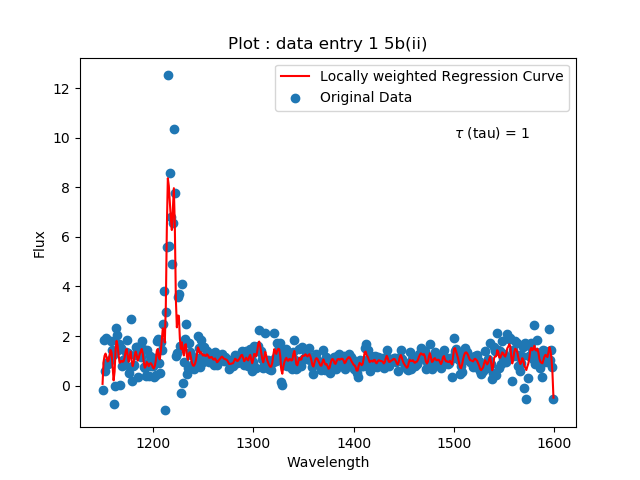 Plot : data entry 1 5b(ii)
Locally weighted Regression Curve
Original Data
τ (tau) = 1
12
10
8
6
4
2
0
Flux
1200
1300
1400
1500
1600
Wavelength